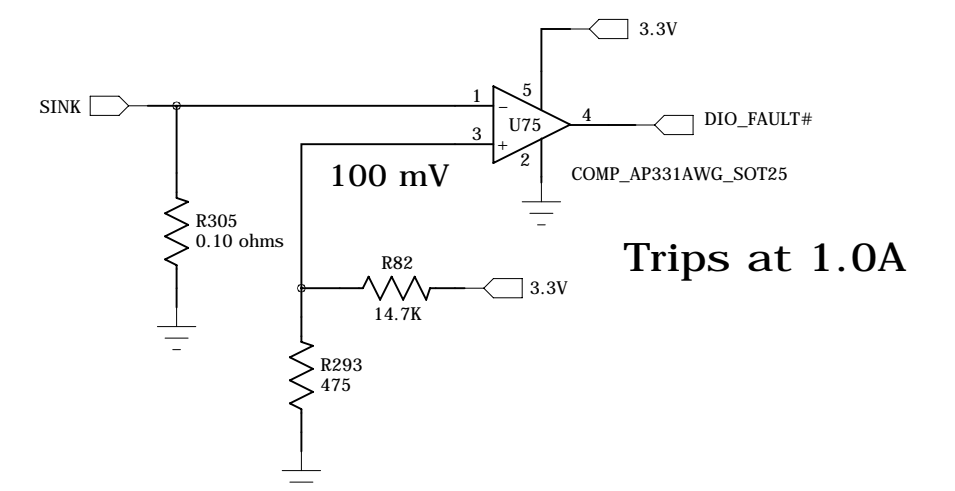 3.3V
SINK
1
5
−
U75
4
DIO_FAULT#
3
+
2
100 mV
COMP_AP331AWG_SOT25
R305
0.10 ohms
Trips at 1.0A
R82
3.3V
14.7K
R293
475